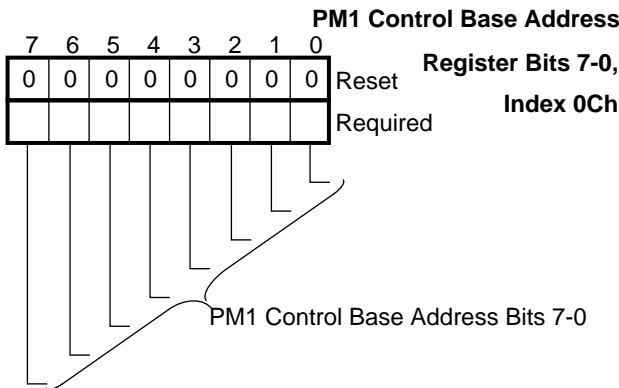 PM1 Control Base Address
Register Bits 7-0,
Index 0Ch
7 6 5 4 3 2 1 0
0 0 0 0 0 0 0 0 Reset
Required
PM1 Control Base Address Bits 7-0